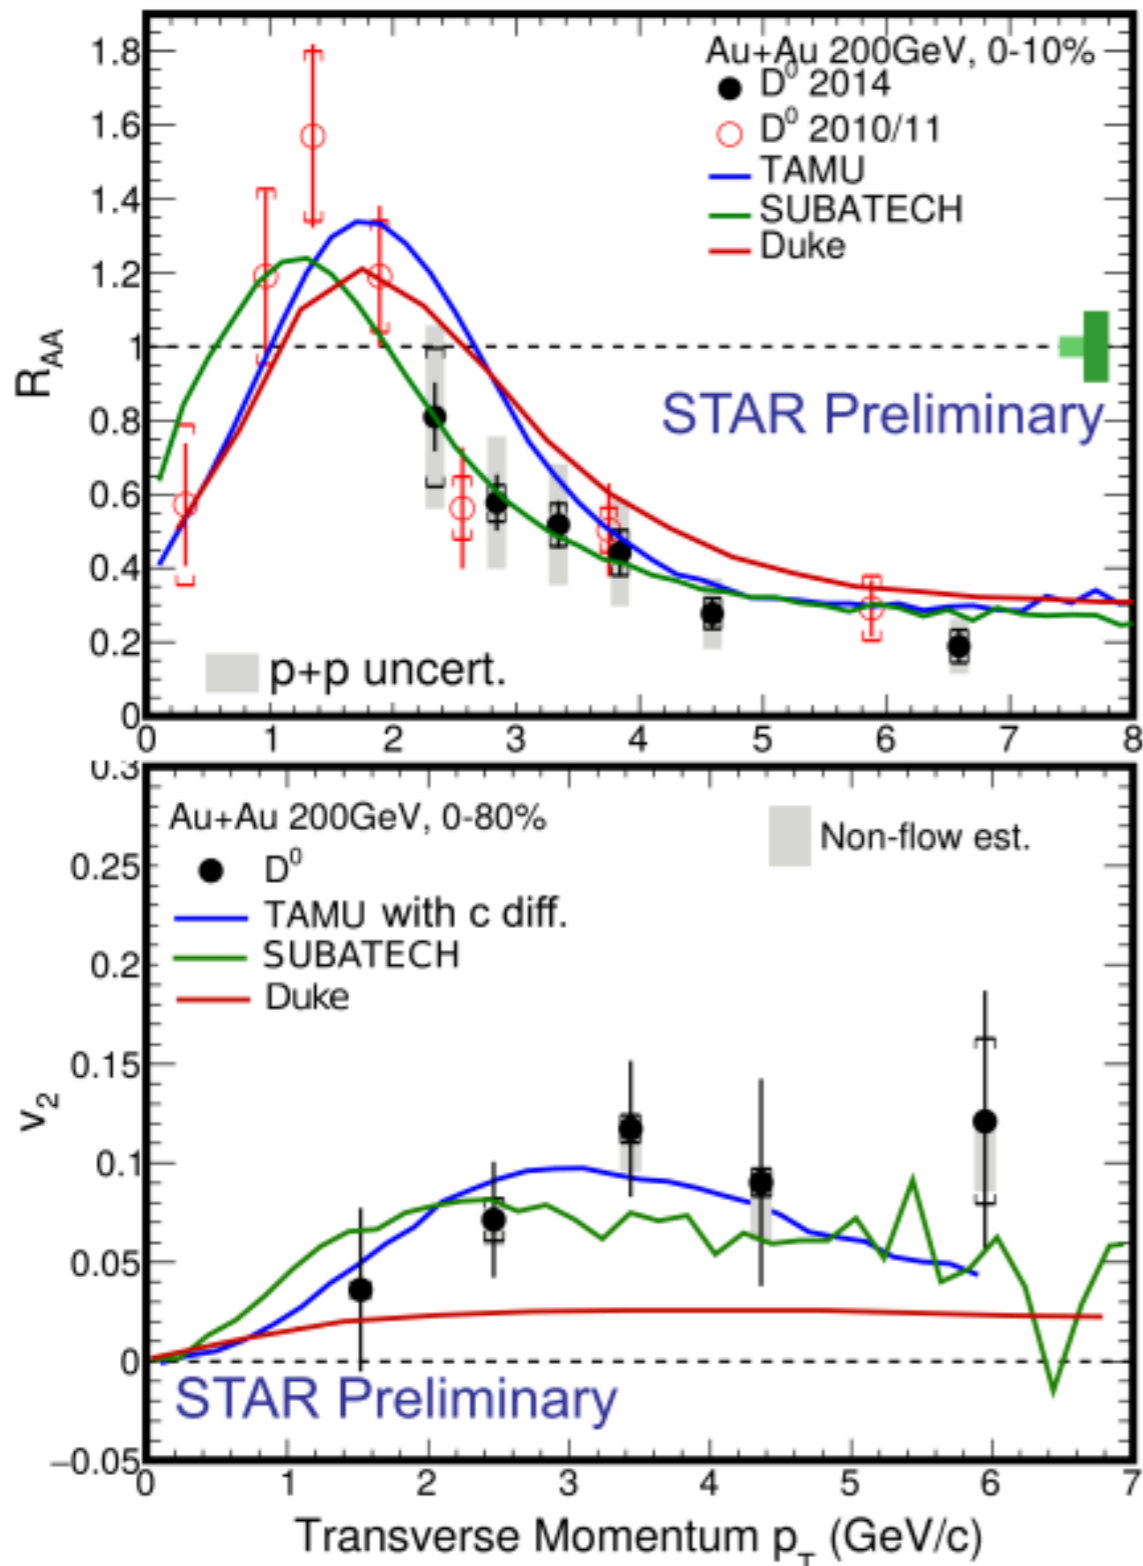 1.8
1.6
1.4
1.2
1
0.8
0.6
0.4
0.2
0
R_AA
Au+Au 200GeV, 0-10%
D⁰ 2014
D⁰ 2010/11
TAMU
SUBATECH
Duke
STAR Preliminary
p+p uncert.
0 1 2 3 4 5 6 7 8
0.3
0.25
0.2
0.15
0.1
0.05
0
−0.05
v₂
Au+Au 200GeV, 0-80%
D⁰
TAMU with c diff.
SUBATECH
Duke
Non-flow est.
STAR Preliminary
0 1 2 3 4 5 6 7
Transverse Momentum p_T (GeV/c)